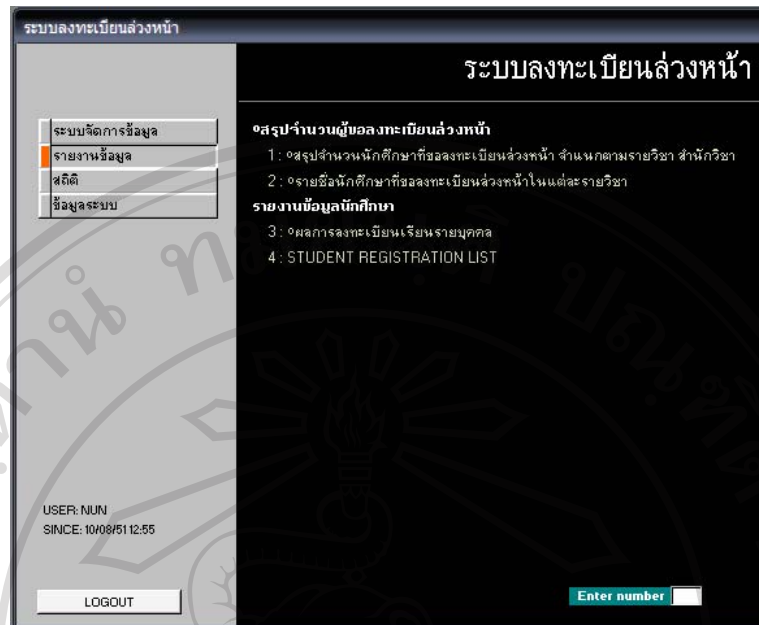 ระบบลงทะเบียนล่วงหน้า
ระบบลงทะเบียนล่วงหน้า
ระบบจัดการข้อมูล
รายงานข้อมูล
สถิติ
ข้อมูลระบบ
°สรุปจำนวนผู้ขอลงทะเบียนล่วงหน้า
1 : °สรุปจำนวนนักศึกษาที่ขอลงทะเบียนล่วงหน้า จำแนกตามรายวิชา สำนักวิชา
2 : °รายชื่อนักศึกษาที่ขอลงทะเบียนล่วงหน้าในแต่ละรายวิชา
รายงานข้อมูลนักศึกษา
3 : °ผลการลงทะเบียนเรียนรายบุคคล
4 : STUDENT REGISTRATION LIST
USER: NUN
SINCE: 10/08/51 12:55
LOGOUT
Enter number